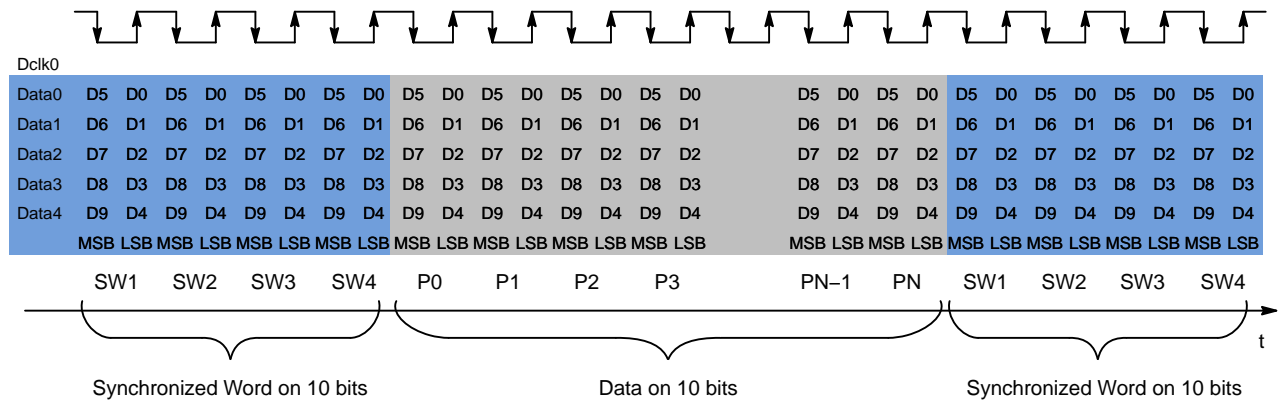 Dclk0
Data0 D5 D0 D5 D0 D5 D0 D5 D0 D5 D0 D5 D0 D5 D0 D5 D0 D5 D0 D5 D0 D5 D0 D5 D0 D5 D0 D5 D0
Data1 D6 D1 D6 D1 D6 D1 D6 D1 D6 D1 D6 D1 D6 D1 D6 D1 D6 D1 D6 D1 D6 D1 D6 D1 D6 D1 D6 D1
Data2 D7 D2 D7 D2 D7 D2 D7 D2 D7 D2 D7 D2 D7 D2 D7 D2 D7 D2 D7 D2 D7 D2 D7 D2 D7 D2 D7 D2
Data3 D8 D3 D8 D3 D8 D3 D8 D3 D8 D3 D8 D3 D8 D3 D8 D3 D8 D3 D8 D3 D8 D3 D8 D3 D8 D3 D8 D3
Data4 D9 D4 D9 D4 D9 D4 D9 D4 D9 D4 D9 D4 D9 D4 D9 D4 D9 D4 D9 D4 D9 D4 D9 D4 D9 D4 D9 D4
MSB LSB MSB LSB MSB LSB MSB LSB MSB LSB MSB LSB MSB LSB MSB LSB MSB LSB MSB LSB MSB LSB MSB LSB MSB LSB MSB LSB
SW1 SW2 SW3 SW4 P0 P1 P2 P3 PN–1 PN SW1 SW2 SW3 SW4
t
Synchronized Word on 10 bits Data on 10 bits Synchronized Word on 10 bits